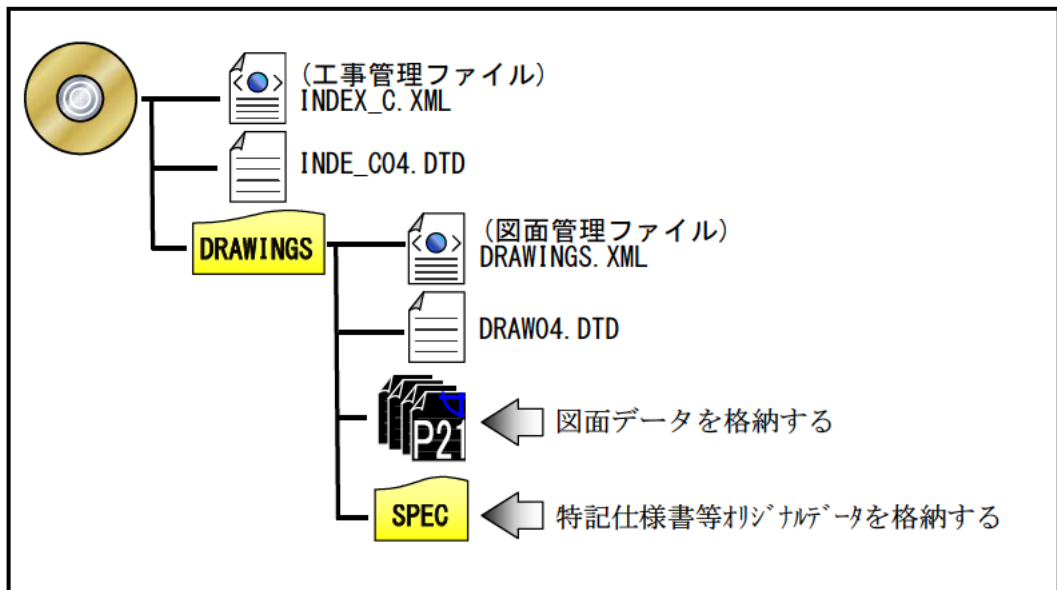 (工事管理ファイル)
INDEX_C.XML
INDE_C04.DTD
DRAWINGS
(図面管理ファイル)
DRAWINGS.XML
DRAW04.DTD
P21
図面データを格納する
SPEC
特記仕様書等ｵﾘｼﾞﾅﾙﾃﾞｰﾀを格納する